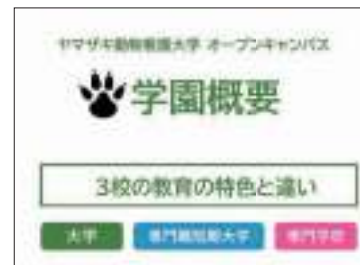 ヤマザキ動物看護大学 オープンキャンパス
学園概要
3校の教育の特色と違い
大学 専門職短期大学 専門学校